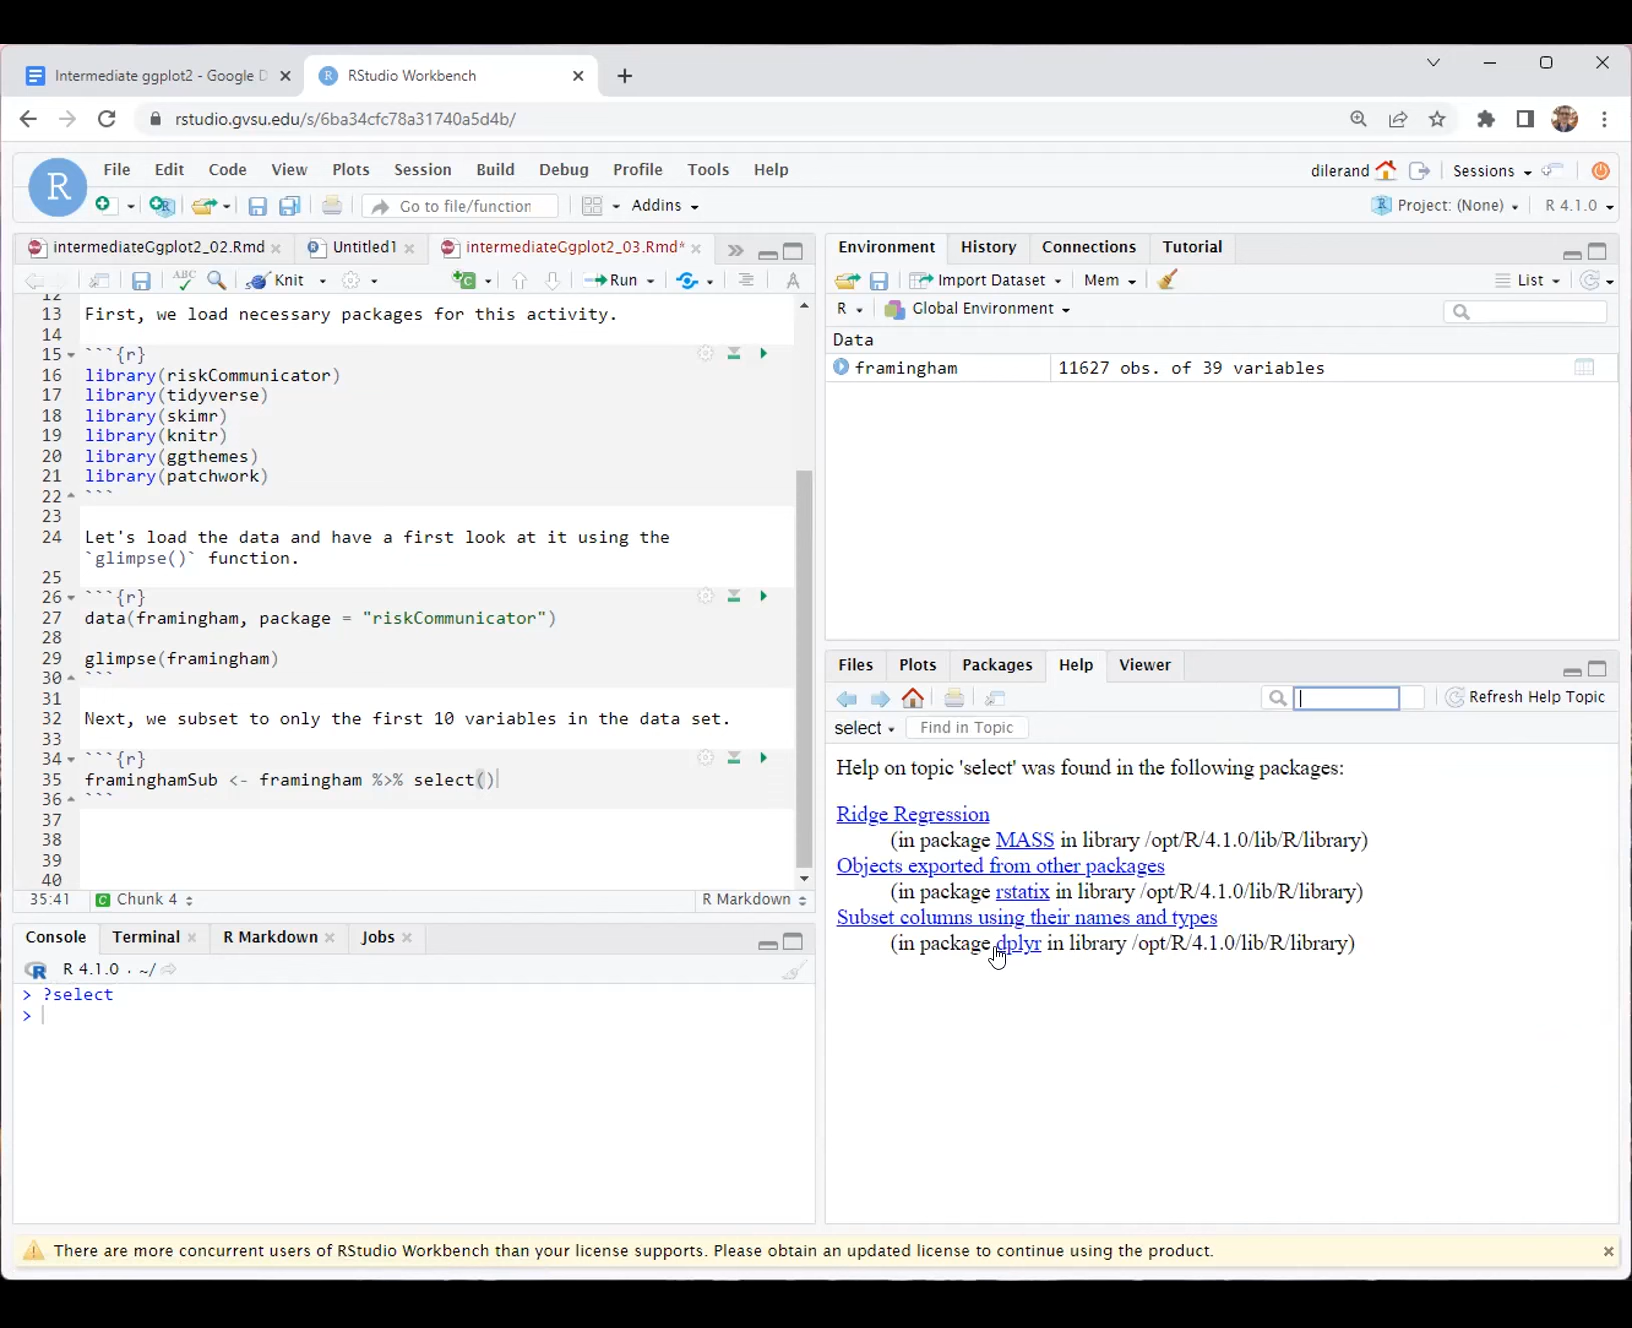 Intermediate ggplot2 - Google D
RStudio Workbench
rstudio.gvsu.edu/s/6ba34cfc78a31740a5d4b/
R
File Edit Code View Plots Session Build Debug Profile Tools Help
dilerand Sessions
Go to file/function
Addins
Project: (None)
R 4.1.0
intermediateGgplot2_02.Rmd
Untitled1
intermediateGgplot2_03.Rmd*
ABC
Knit
Run
12
13 First, we load necessary packages for this activity.
14
15 ```{r}
16 library(riskCommunicator)
17 library(tidyverse)
18 library(skimr)
19 library(knitr)
20 library(ggthemes)
21 library(patchwork)
22 ```
23
24 Let's load the data and have a first look at it using the
`glimpse()` function.
25
26 ```{r}
27 data(framingham, package = "riskCommunicator")
28
29 glimpse(framingham)
30 ```
31
32 Next, we subset to only the first 10 variables in the data set.
33
34 ```{r}
35 framinghamSub <- framingham %>% select()
36 ```
37
38
39
40
35:41 C Chunk 4 R Markdown
Console Terminal R Markdown Jobs
R R 4.1.0 . ~/
> ?select
>
Environment History Connections Tutorial
Import Dataset Mem List
R Global Environment
Data
framingham 11627 obs. of 39 variables
Files Plots Packages Help Viewer
Refresh Help Topic
select Find in Topic
Help on topic 'select' was found in the following packages:
Ridge Regression
(in package MASS in library /opt/R/4.1.0/lib/R/library)
Objects exported from other packages
(in package rstatix in library /opt/R/4.1.0/lib/R/library)
Subset columns using their names and types
(in package dplyr in library /opt/R/4.1.0/lib/R/library)
There are more concurrent users of RStudio Workbench than your license supports. Please obtain an updated license to continue using the product.